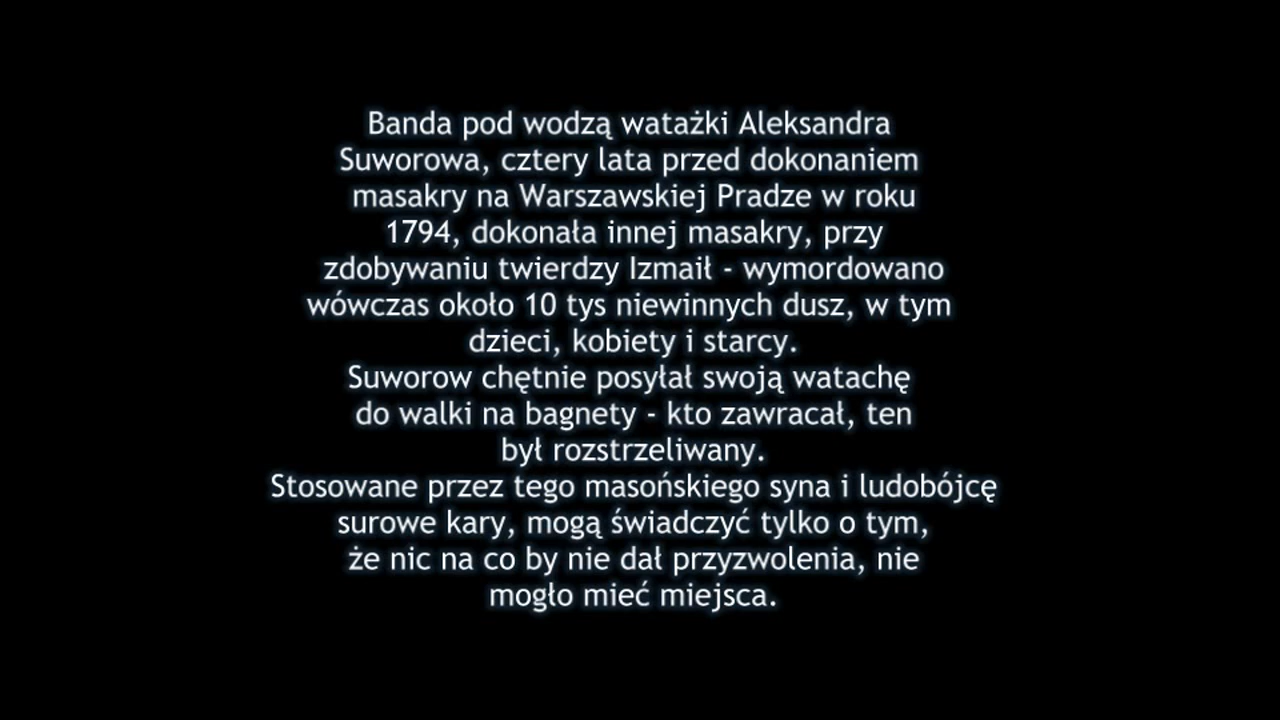 Banda pod wodzą watażki Aleksandra
Suworowa, cztery lata przed dokonaniem
masakry na Warszawskiej Pradze w roku
1794, dokonała innej masakry, przy
zdobywaniu twierdzy Izmaił - wymordowano
wówczas około 10 tys niewinnych dusz, w tym
dzieci, kobiety i starcy.
Suworow chętnie posyłał swoją watachę
do walki na bagnety - kto zawracał, ten
był rozstrzeliwany.
Stosowane przez tego masońskiego syna i ludobójcę
surowe kary, mogą świadczyć tylko o tym,
że nic na co by nie dał przyzwolenia, nie
mogło mieć miejsca.